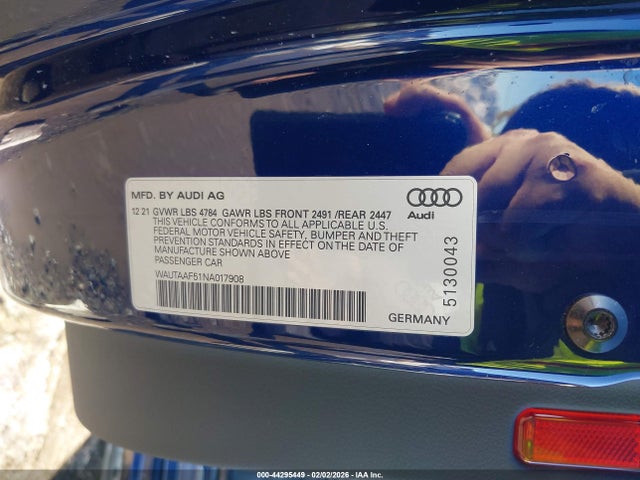 MFD. BY AUDI AG
12 21 GVWR LBS 4784 GAWR LBS FRONT 2491 /REAR 2447
THIS VEHICLE CONFORMS TO ALL APPLICABLE U.S.
FEDERAL MOTOR VEHICLE SAFETY, BUMPER AND THEFT
PREVENTION STANDARDS IN EFFECT ON THE DATE OF
MANUFACTURE SHOWN ABOVE
PASSENGER CAR
WAUTAAF51NA017908
Audi
5130043
GERMANY
000-44295449 - 02/02/2026 - IAA Inc.